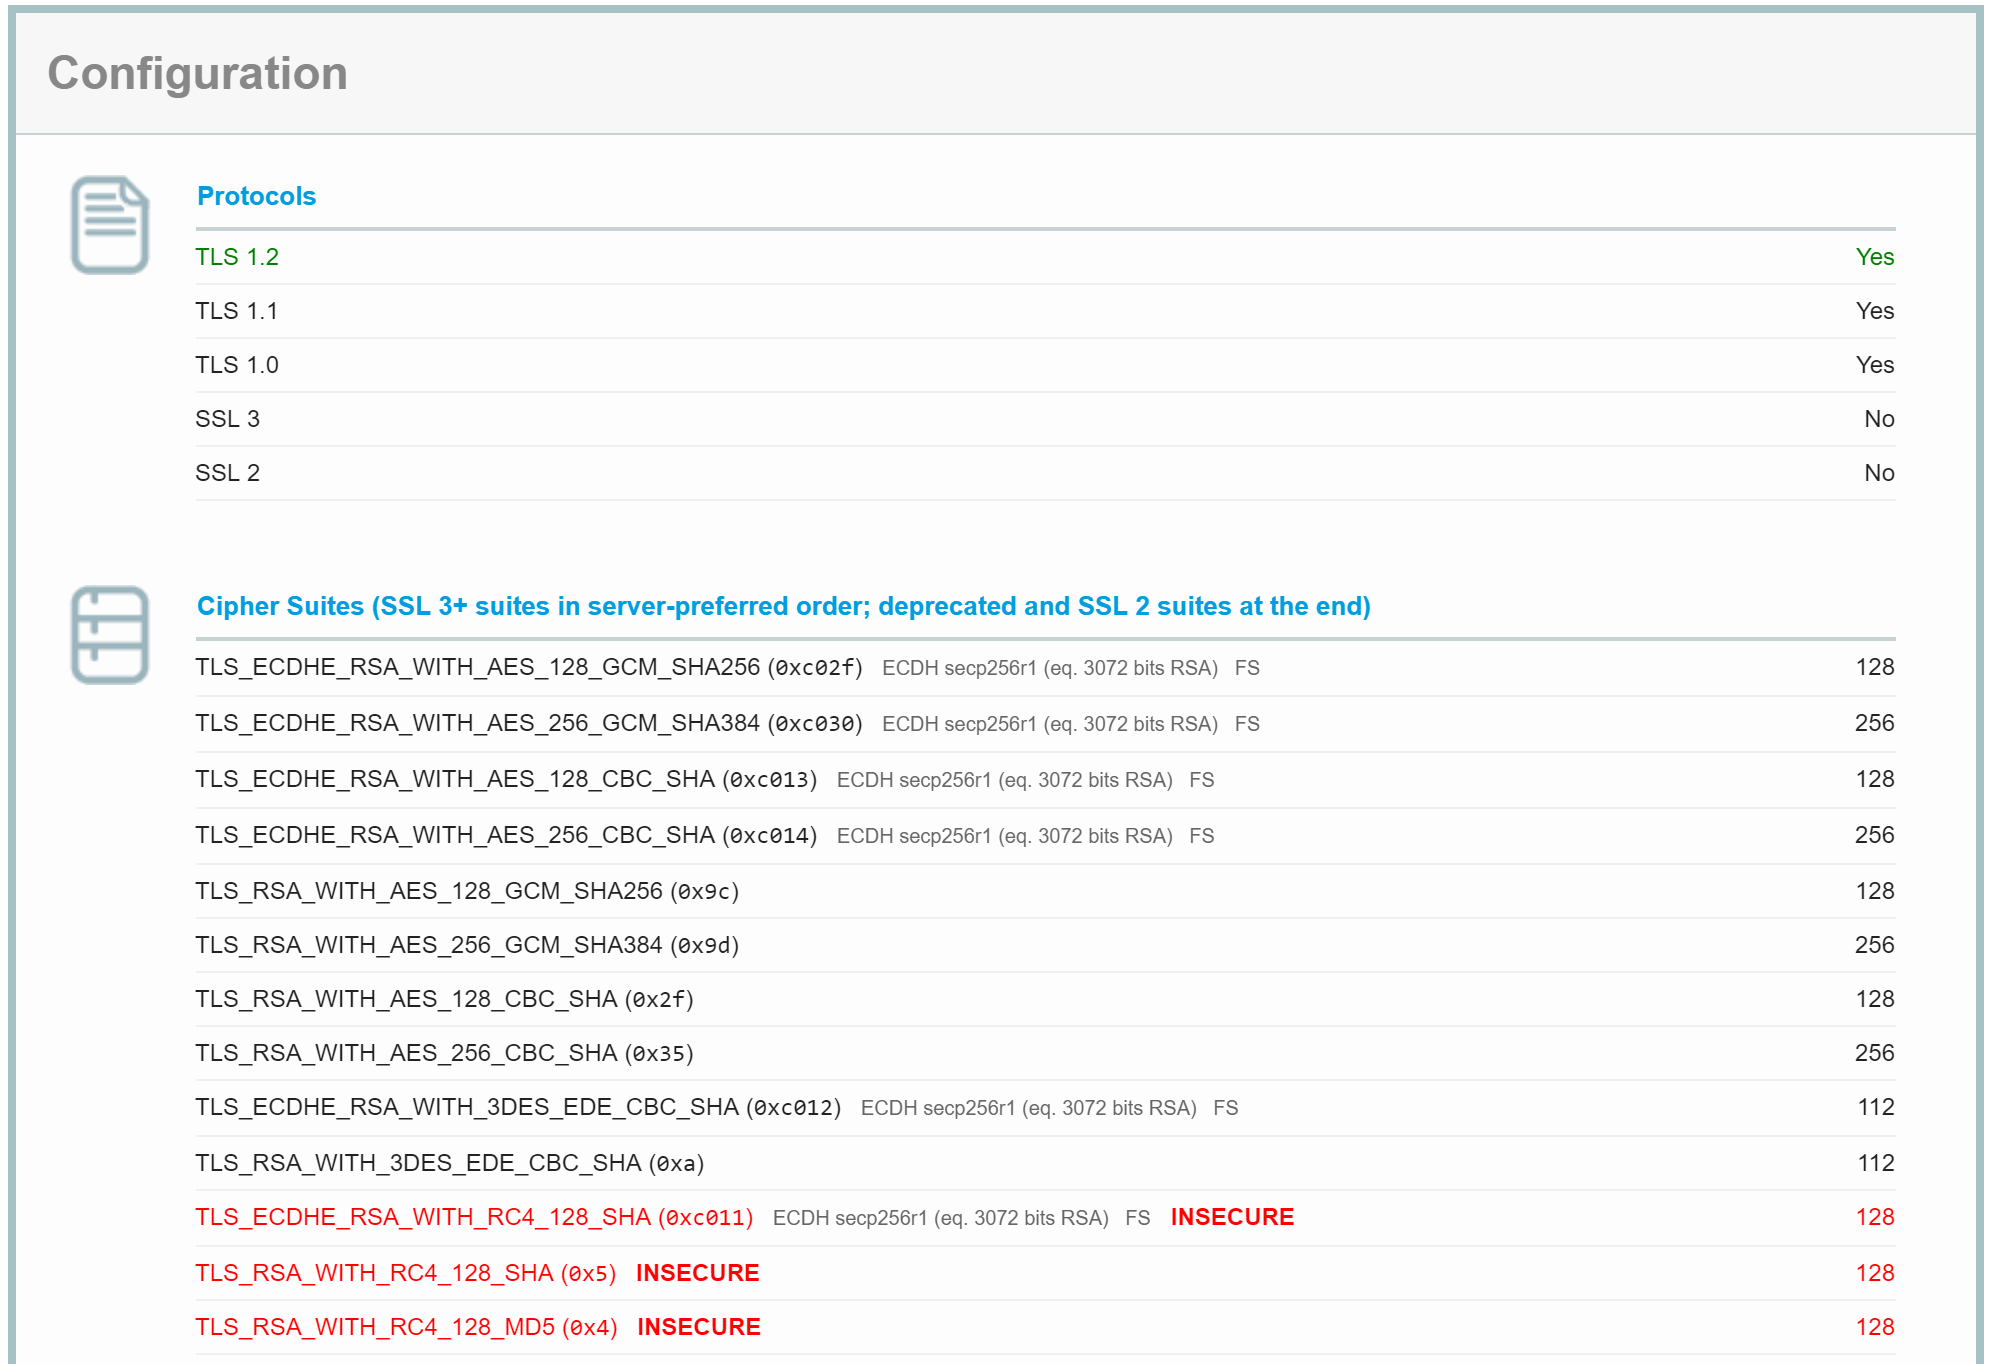 Configuration
Protocols
TLS 1.2 Yes
TLS 1.1 Yes
TLS 1.0 Yes
SSL 3 No
SSL 2 No
Cipher Suites (SSL 3+ suites in server-preferred order; deprecated and SSL 2 suites at the end)
TLS_ECDHE_RSA_WITH_AES_128_GCM_SHA256 (0xc02f) ECDH secp256r1 (eq. 3072 bits RSA) FS 128
TLS_ECDHE_RSA_WITH_AES_256_GCM_SHA384 (0xc030) ECDH secp256r1 (eq. 3072 bits RSA) FS 256
TLS_ECDHE_RSA_WITH_AES_128_CBC_SHA (0xc013) ECDH secp256r1 (eq. 3072 bits RSA) FS 128
TLS_ECDHE_RSA_WITH_AES_256_CBC_SHA (0xc014) ECDH secp256r1 (eq. 3072 bits RSA) FS 256
TLS_RSA_WITH_AES_128_GCM_SHA256 (0x9c) 128
TLS_RSA_WITH_AES_256_GCM_SHA384 (0x9d) 256
TLS_RSA_WITH_AES_128_CBC_SHA (0x2f) 128
TLS_RSA_WITH_AES_256_CBC_SHA (0x35) 256
TLS_ECDHE_RSA_WITH_3DES_EDE_CBC_SHA (0xc012) ECDH secp256r1 (eq. 3072 bits RSA) FS 112
TLS_RSA_WITH_3DES_EDE_CBC_SHA (0xa) 112
TLS_ECDHE_RSA_WITH_RC4_128_SHA (0xc011) ECDH secp256r1 (eq. 3072 bits RSA) FS INSECURE 128
TLS_RSA_WITH_RC4_128_SHA (0x5) INSECURE 128
TLS_RSA_WITH_RC4_128_MD5 (0x4) INSECURE 128